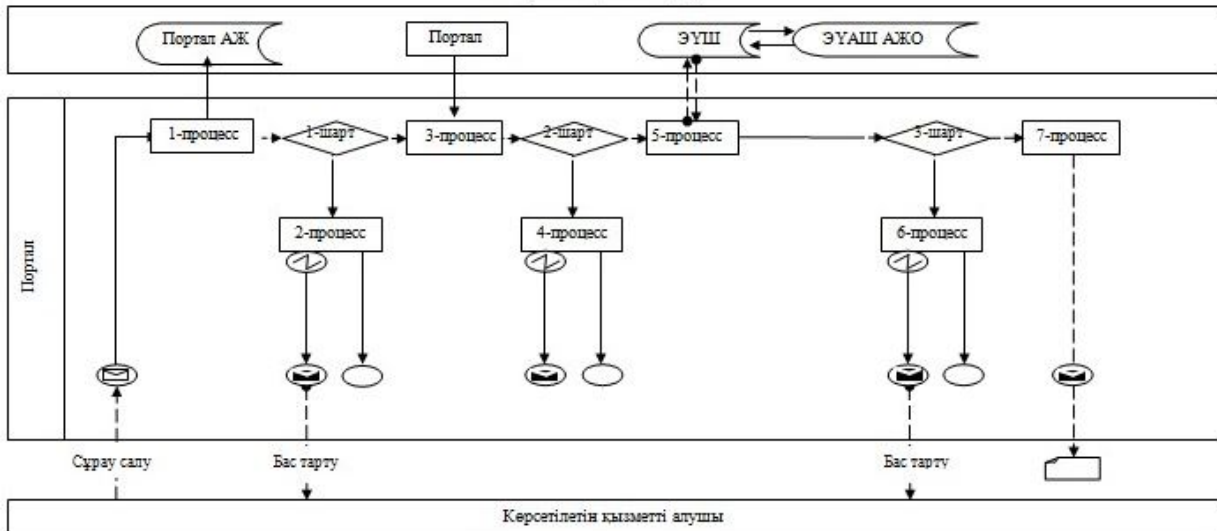 Портал АЖ
Портал
ЭҮШ
ЭҮАШ АЖО
1-процесс
1-шарт
3-процесс
2-шарт
5-процесс
3-шарт
7-процесс
2-процесс
4-процесс
6-процесс
Портал
Сұрау салу
Бас тарту
Бас тарту
Көрсетілетін қызметті алушы